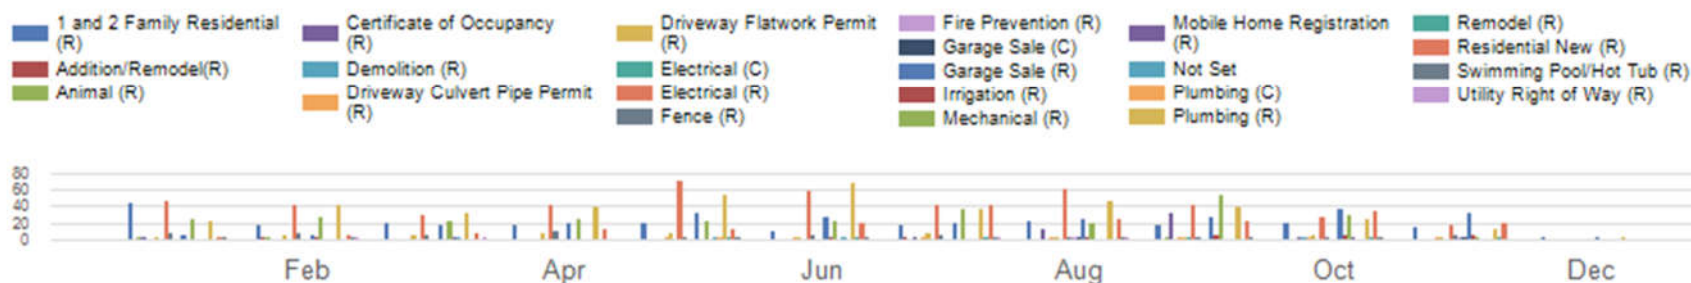 1 and 2 Family Residential
(R)
Addition/Remodel(R)
Animal (R)
Certificate of Occupancy
(R)
Demolition (R)
Driveway Culvert Pipe Permit
(R)
Driveway Flatwork Permit
(R)
Electrical (C)
Electrical (R)
Fence (R)
Fire Prevention (R)
Garage Sale (C)
Garage Sale (R)
Irrigation (R)
Mechanical (R)
Mobile Home Registration
(R)
Not Set
Plumbing (C)
Plumbing (R)
Remodel (R)
Residential New (R)
Swimming Pool/Hot Tub (R)
Utility Right of Way (R)
80
60
40
20
0
Feb Apr Jun Aug Oct Dec